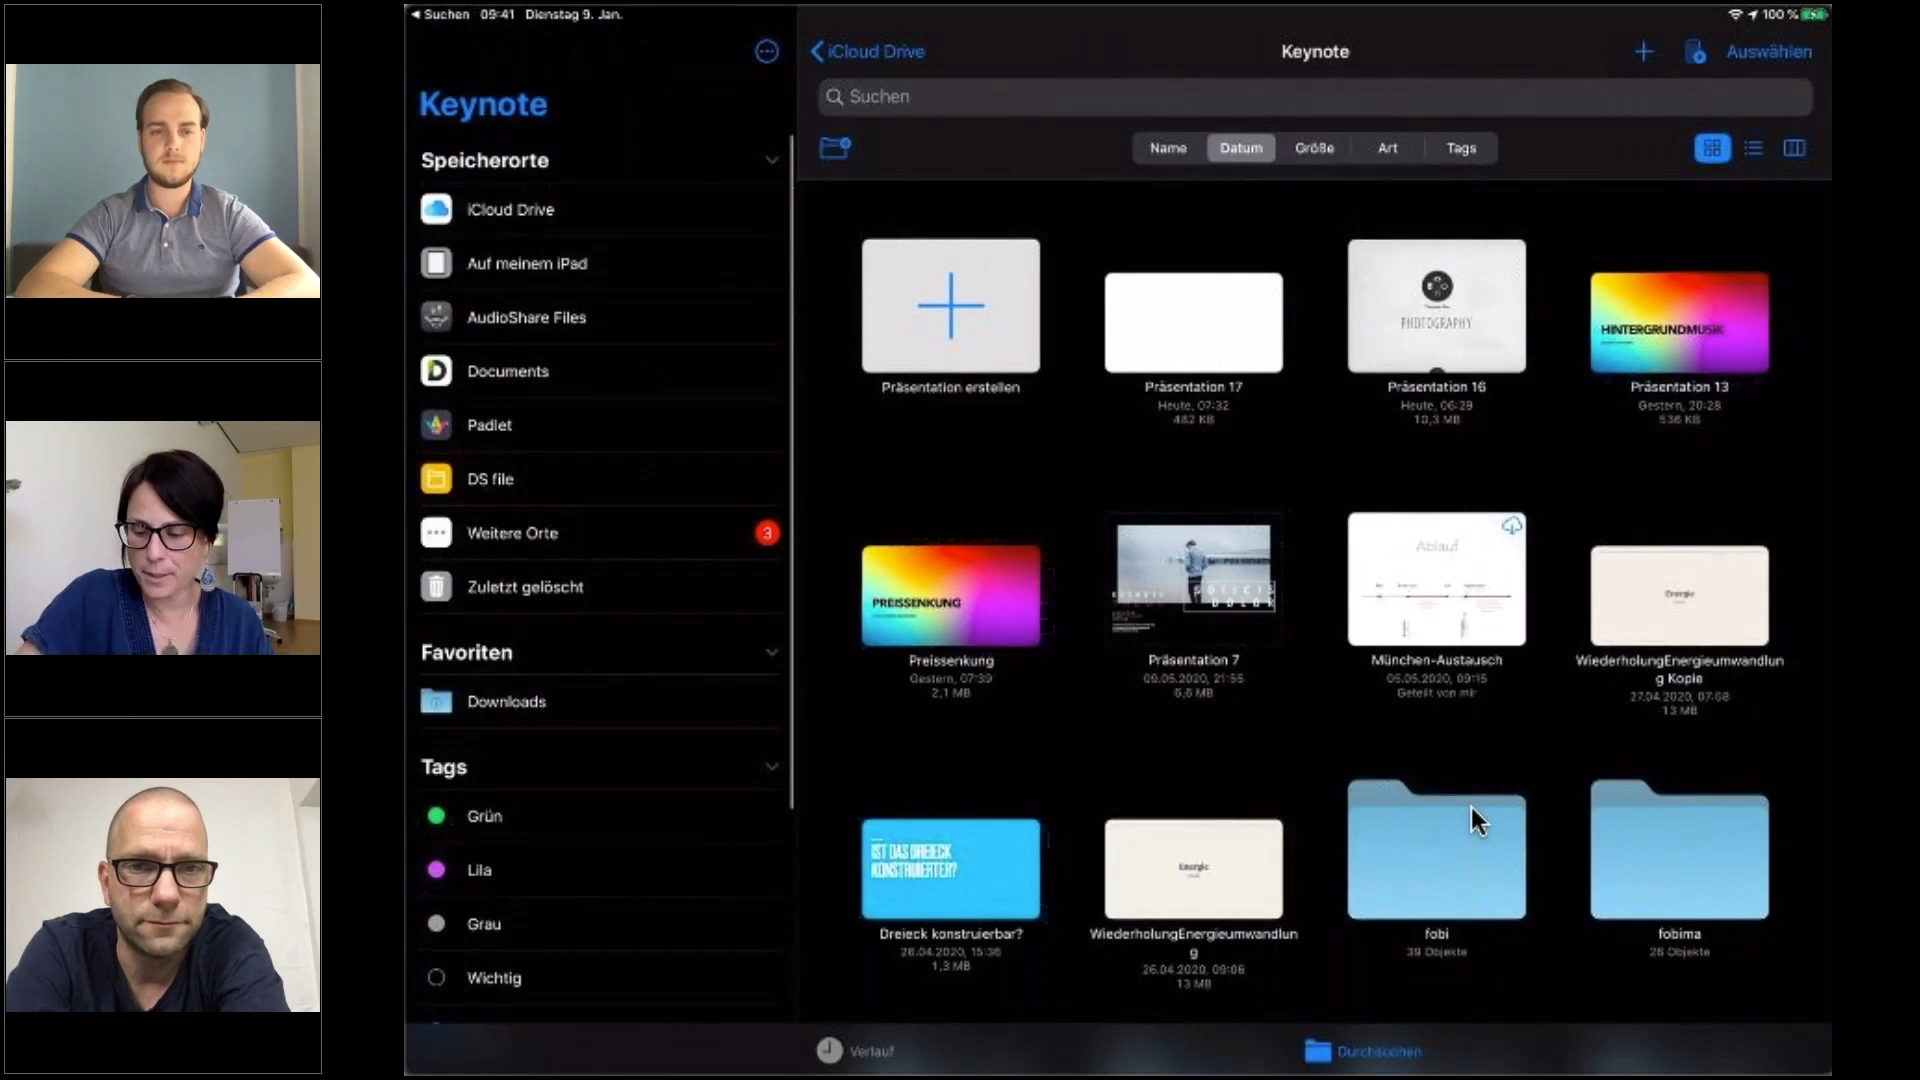 Suchen 09:41 Dienstag 9. Jan.
100 %
iCloud Drive
Keynote
Auswählen
Suchen
Name
Datum
Größe
Art
Tags
Keynote
Speicherorte
iCloud Drive
Auf meinem iPad
AudioShare Files
Documents
Padlet
DS file
Weitere Orte
3
Zuletzt gelöscht
Favoriten
Downloads
Tags
Grün
Lila
Grau
Wichtig
Präsentation erstellen
Präsentation 17
Heute, 07:32
482 KB
PHOTOGRAPHY
Präsentation 16
Heute, 06:29
10,3 MB
HINTERGRUNDMUSIK
Präsentation 13
Gestern, 20:28
536 KB
PREISSENKUNG
Preissenkung
Gestern, 07:39
2,1 MB
Präsentation 7
09.05.2020, 21:55
6,6 MB
Ablauf
München-Austausch
05.05.2020, 09:15
Geteilt von mir
Energie
WiederholungEnergieumwandlun
g Kopie
27.04.2020, 07:08
13 MB
IST DAS DREIECK
KONSTRUIERTER?
Dreieck konstruierbar?
26.04.2020, 15:36
1,3 MB
Energie
WiederholungEnergieumwandlun
g
26.04.2020, 09:06
13 MB
fobi
39 Objekte
fobima
26 Objekte
Verlauf
Durchsuchen